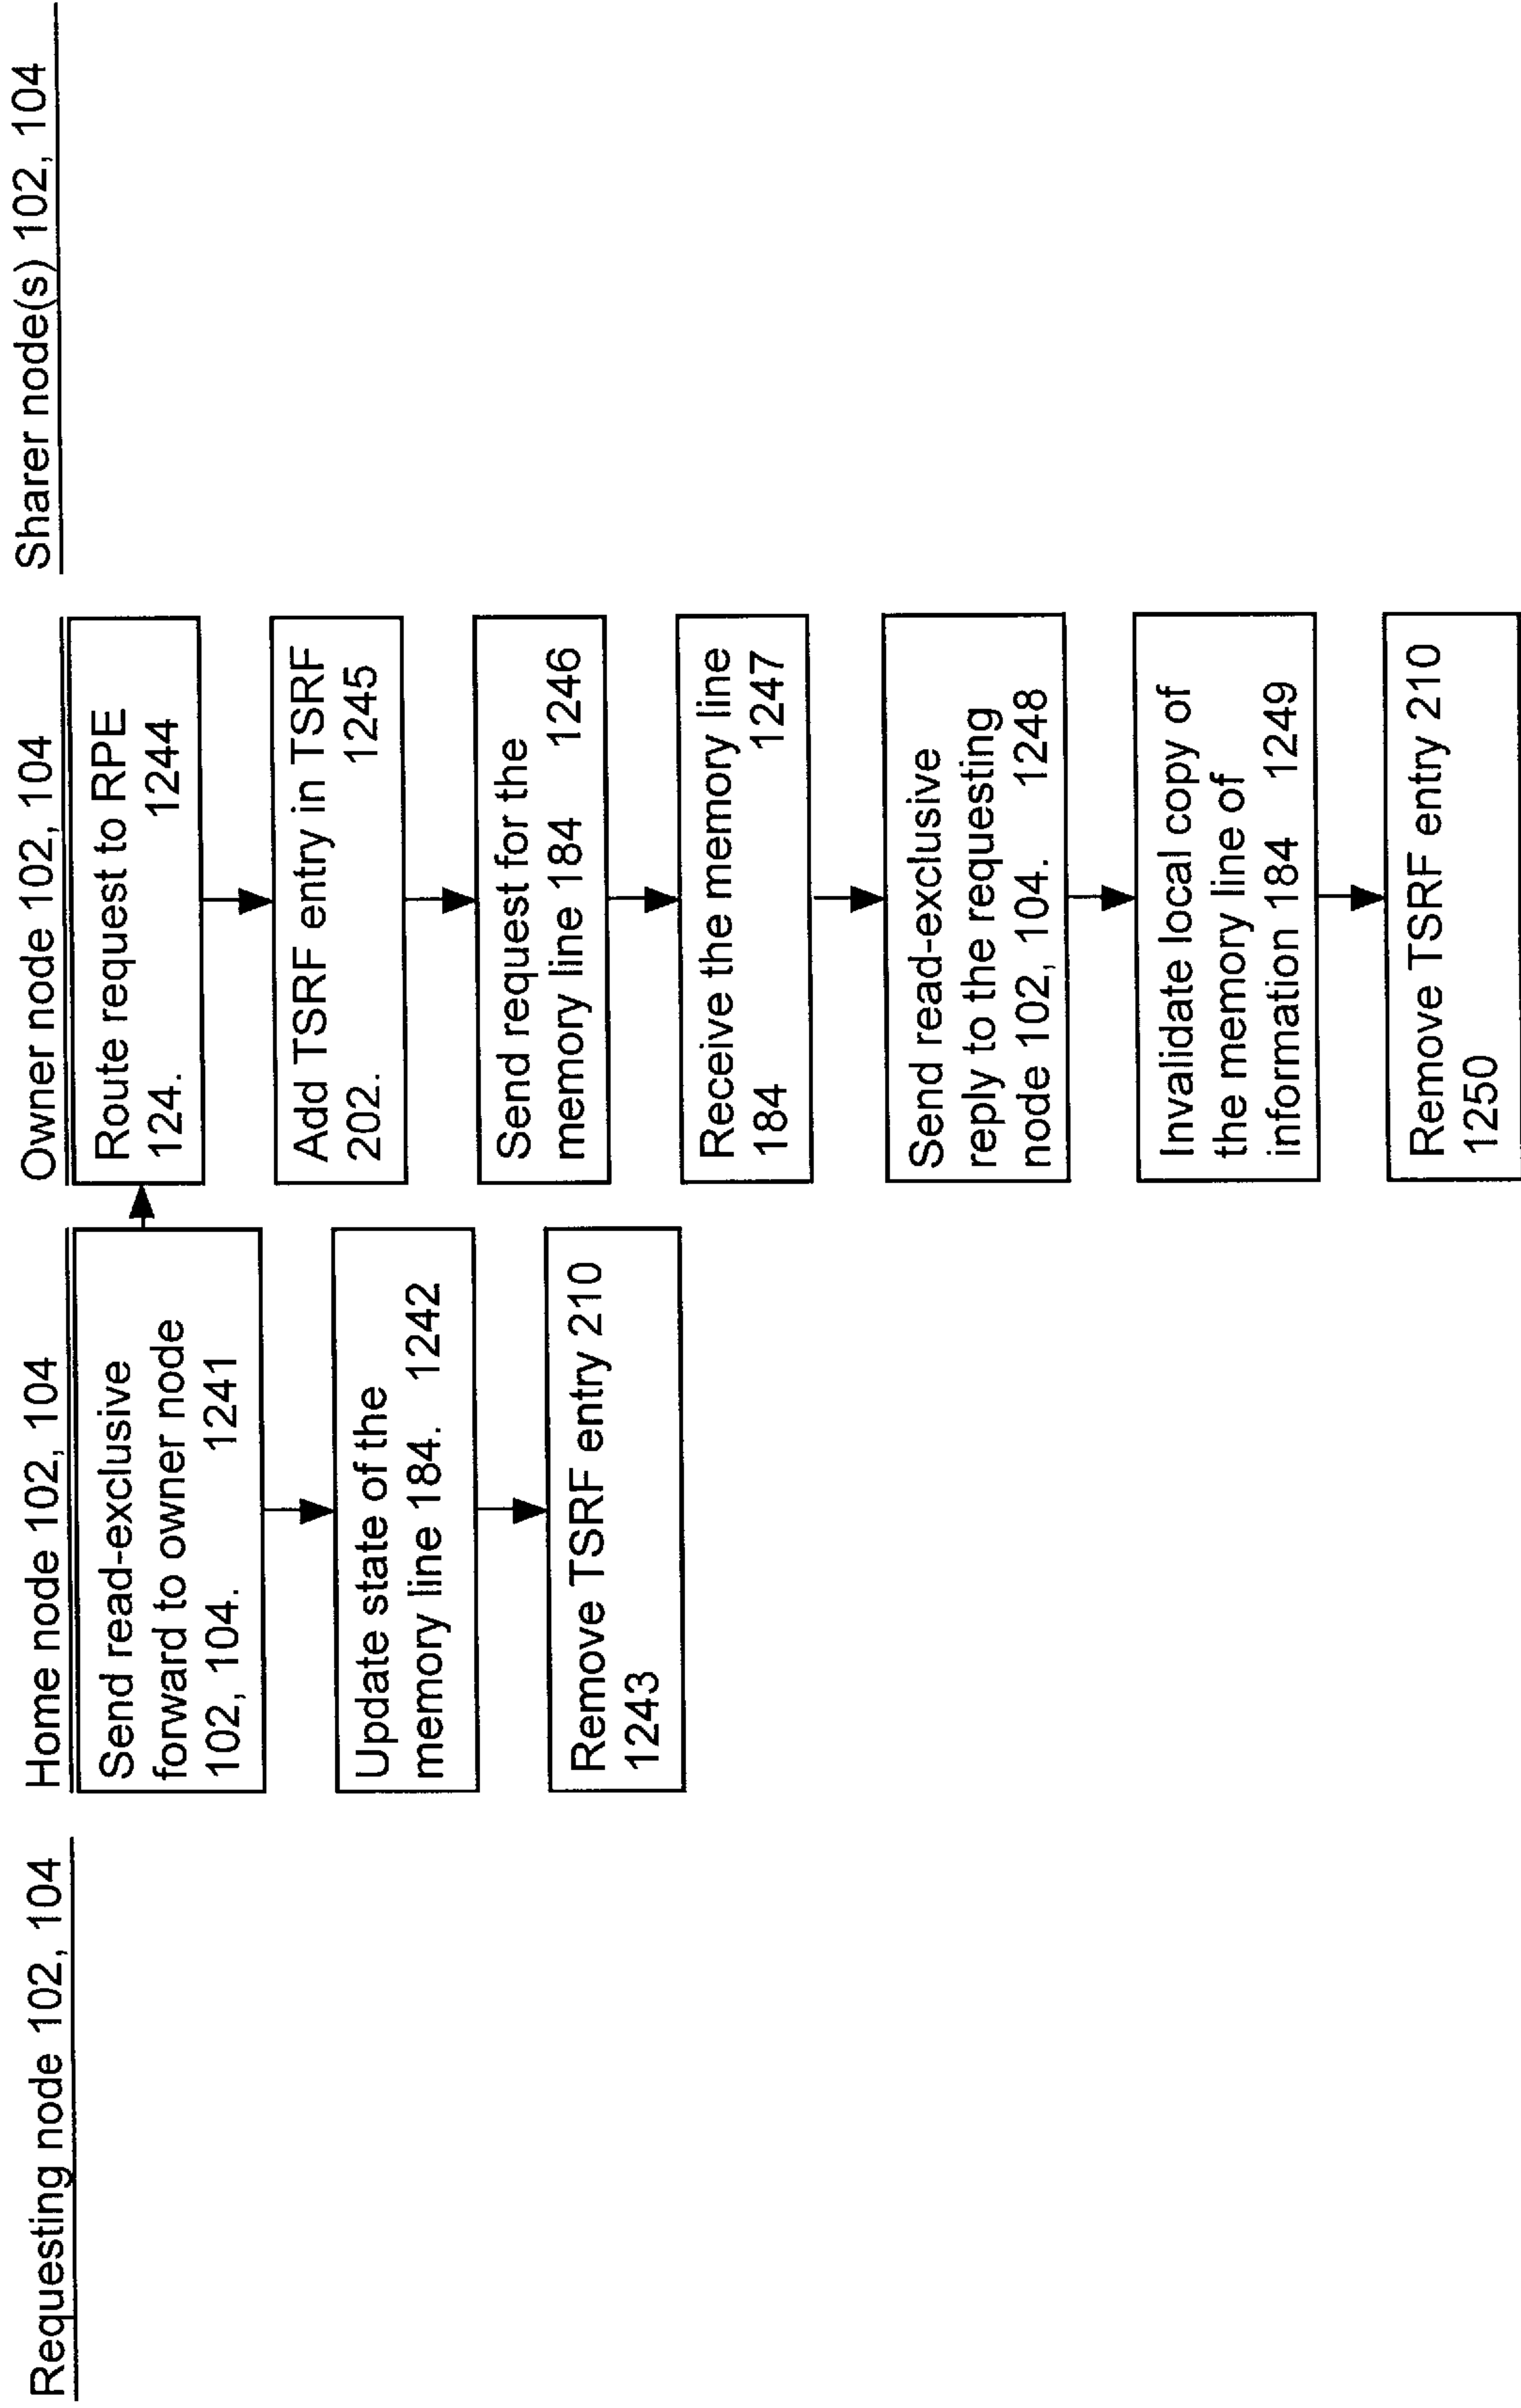 Requesting node 102, 104
Home node 102, 104
Send read-exclusive
forward to owner node
102, 104. 1241
Update state of the
memory line 184. 1242
Remove TSRF entry 210
1243
Owner node 102, 104
Route request to RPE
124. 1244
Add TSRF entry in TSRF
202. 1245
Send request for the
memory line 184 1246
Receive the memory line
184 1247
Send read-exclusive
reply to the requesting
node 102, 104. 1248
Invalidate local copy of
the memory line of
information 184 1249
Remove TSRF entry 210
1250
Sharer node(s) 102, 104